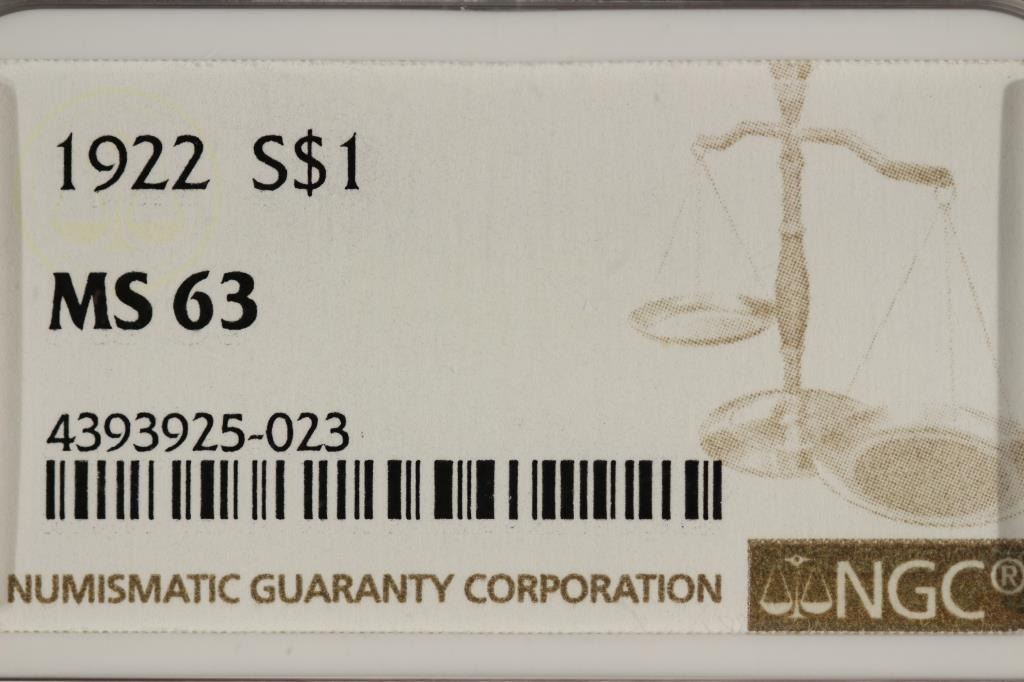 1922 S$1
MS 63
4393925-023
NUMISMATIC GUARANTY CORPORATION
NGC®